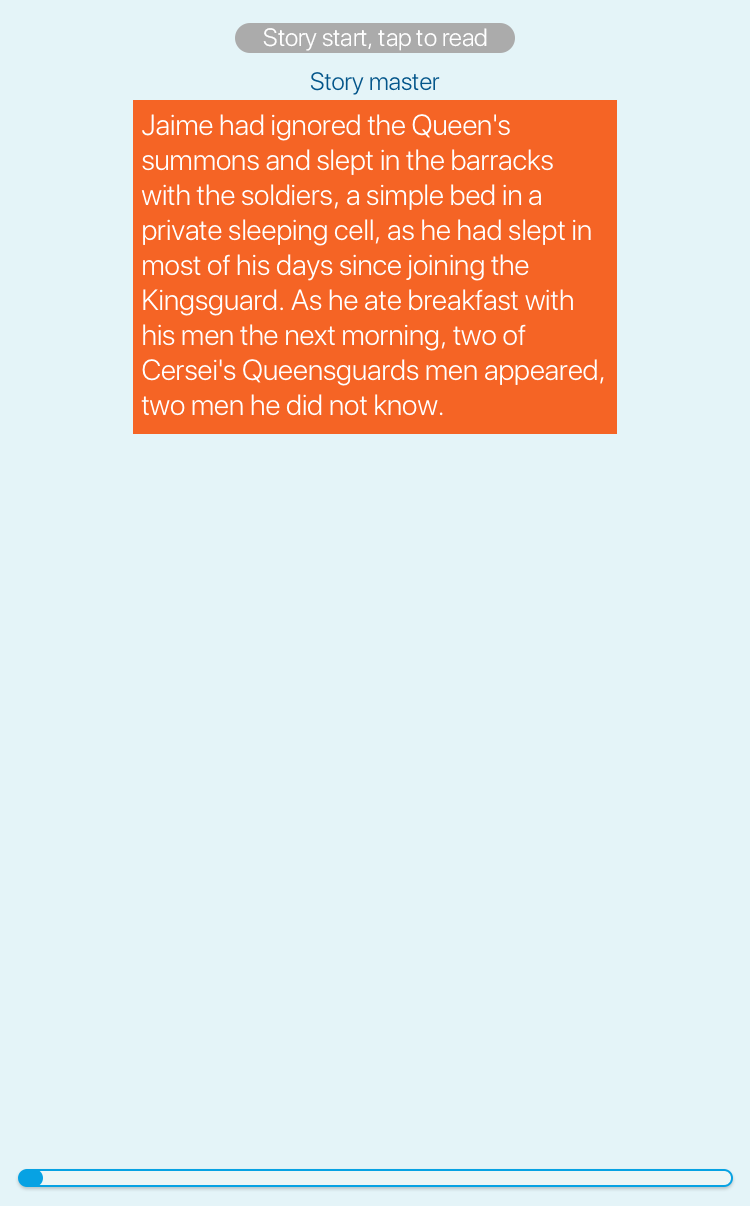 Story start, tap to read
Story master
Jaime had ignored the Queen's
summons and slept in the barracks
with the soldiers, a simple bed in a
private sleeping cell, as he had slept in
most of his days since joining the
Kingsguard. As he ate breakfast with
his men the next morning, two of
Cersei's Queensguards men appeared,
two men he did not know.